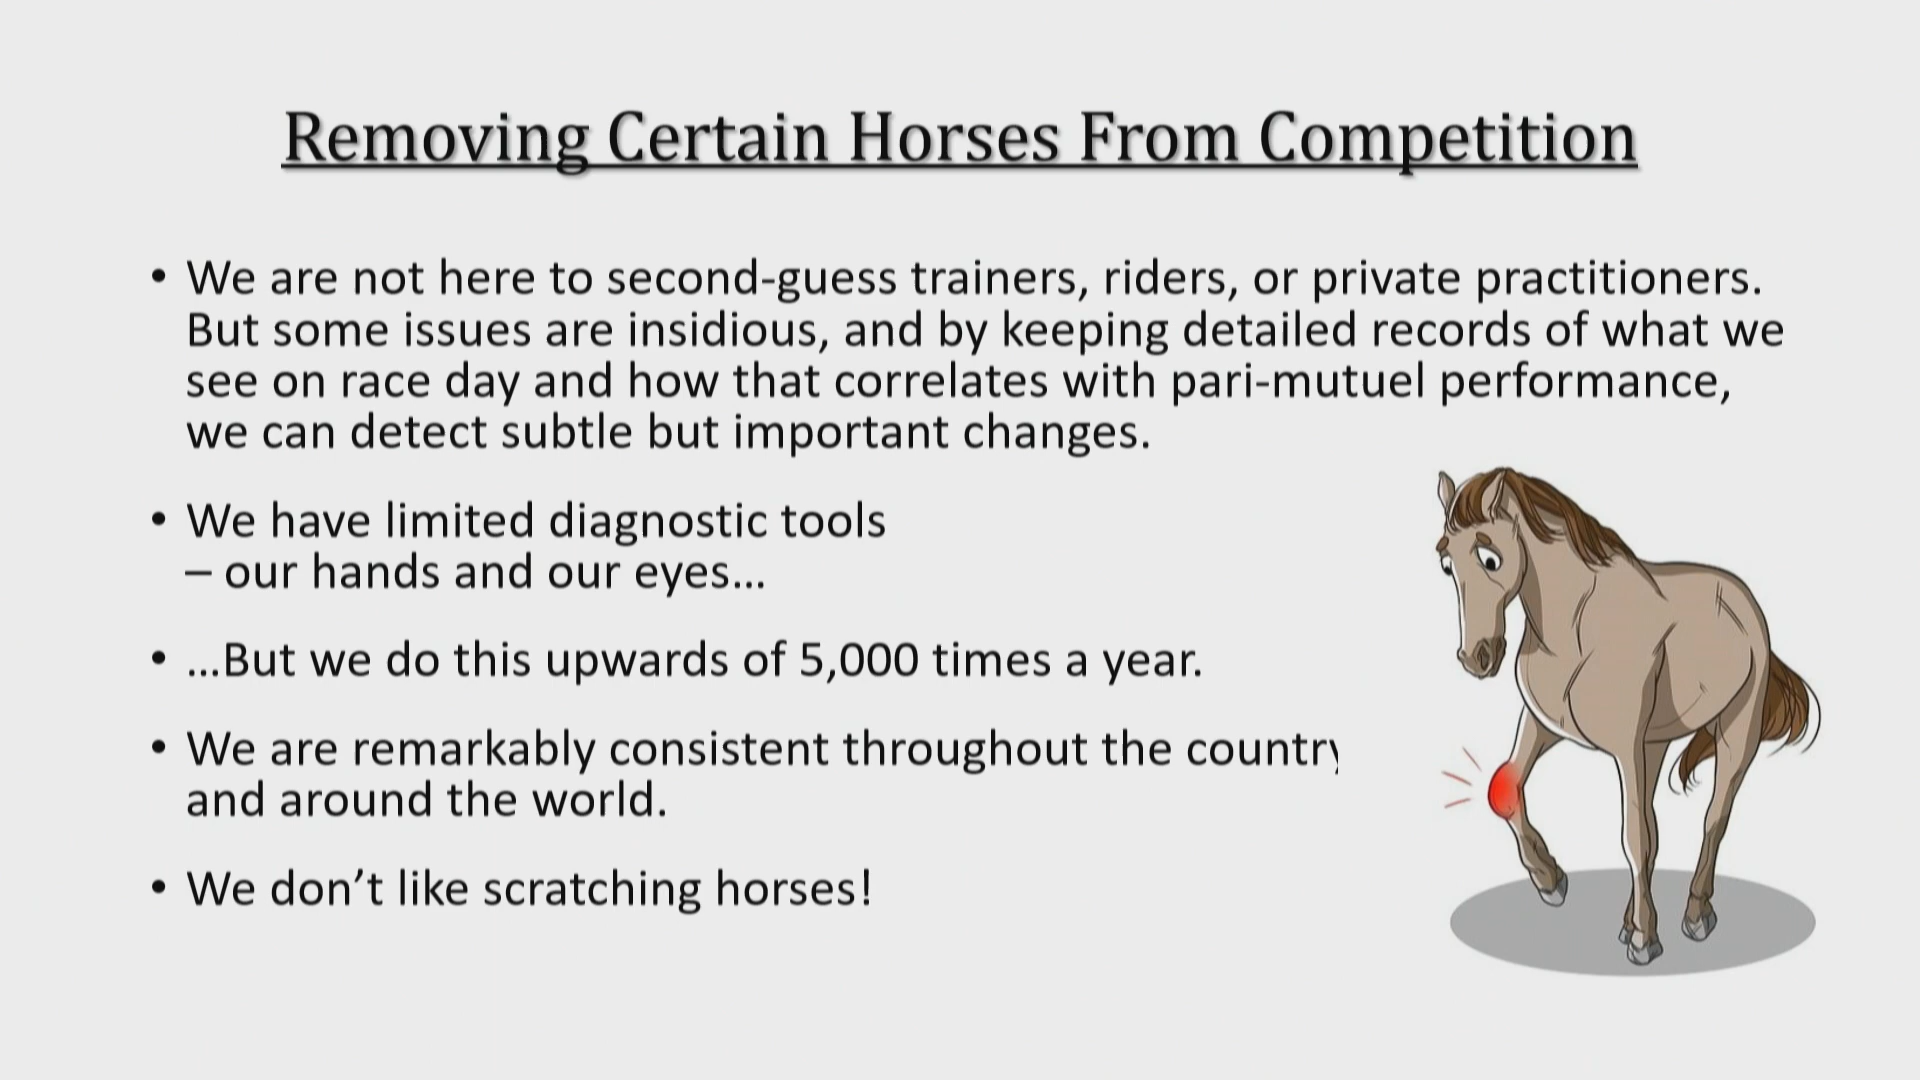 Removing Certain Horses From Competition
• We are not here to second-guess trainers, riders, or private practitioners.
But some issues are insidious, and by keeping detailed records of what we
see on race day and how that correlates with pari-mutuel performance,
we can detect subtle but important changes.
• We have limited diagnostic tools
– our hands and our eyes…
• …But we do this upwards of 5,000 times a year.
• We are remarkably consistent throughout the country
and around the world.
• We don’t like scratching horses!